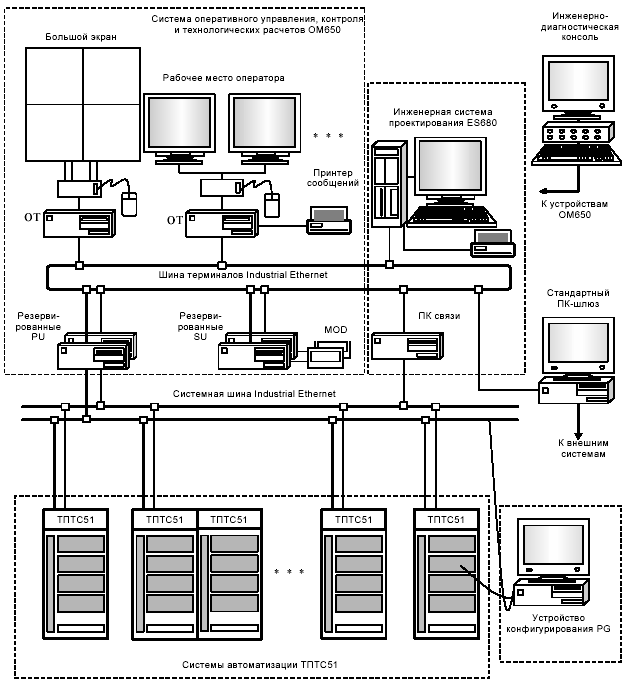 Система оперативного управления, контроля
и технологических расчетов ОМ650
Большой экран
Рабочее место оператора
* * *
Инженерно-
диагностическая
консоль
Инженерная система
проектирования ES680
Принтер
сообщений
ОТ
ОТ
К устройствам
ОМ650
Шина терминалов Industrial Ethernet
Стандартный
ПК-шлюз
Резерви-
рованные
PU
Резерви-
рованные
SU
MOD
ПК связи
Системная шина Industrial Ethernet
К внешним
системам
ТПТС51
ТПТС51
ТПТС51
ТПТС51
ТПТС51
* * *
Устройство
конфигурирования PG
Системы автоматизации ТПТС51